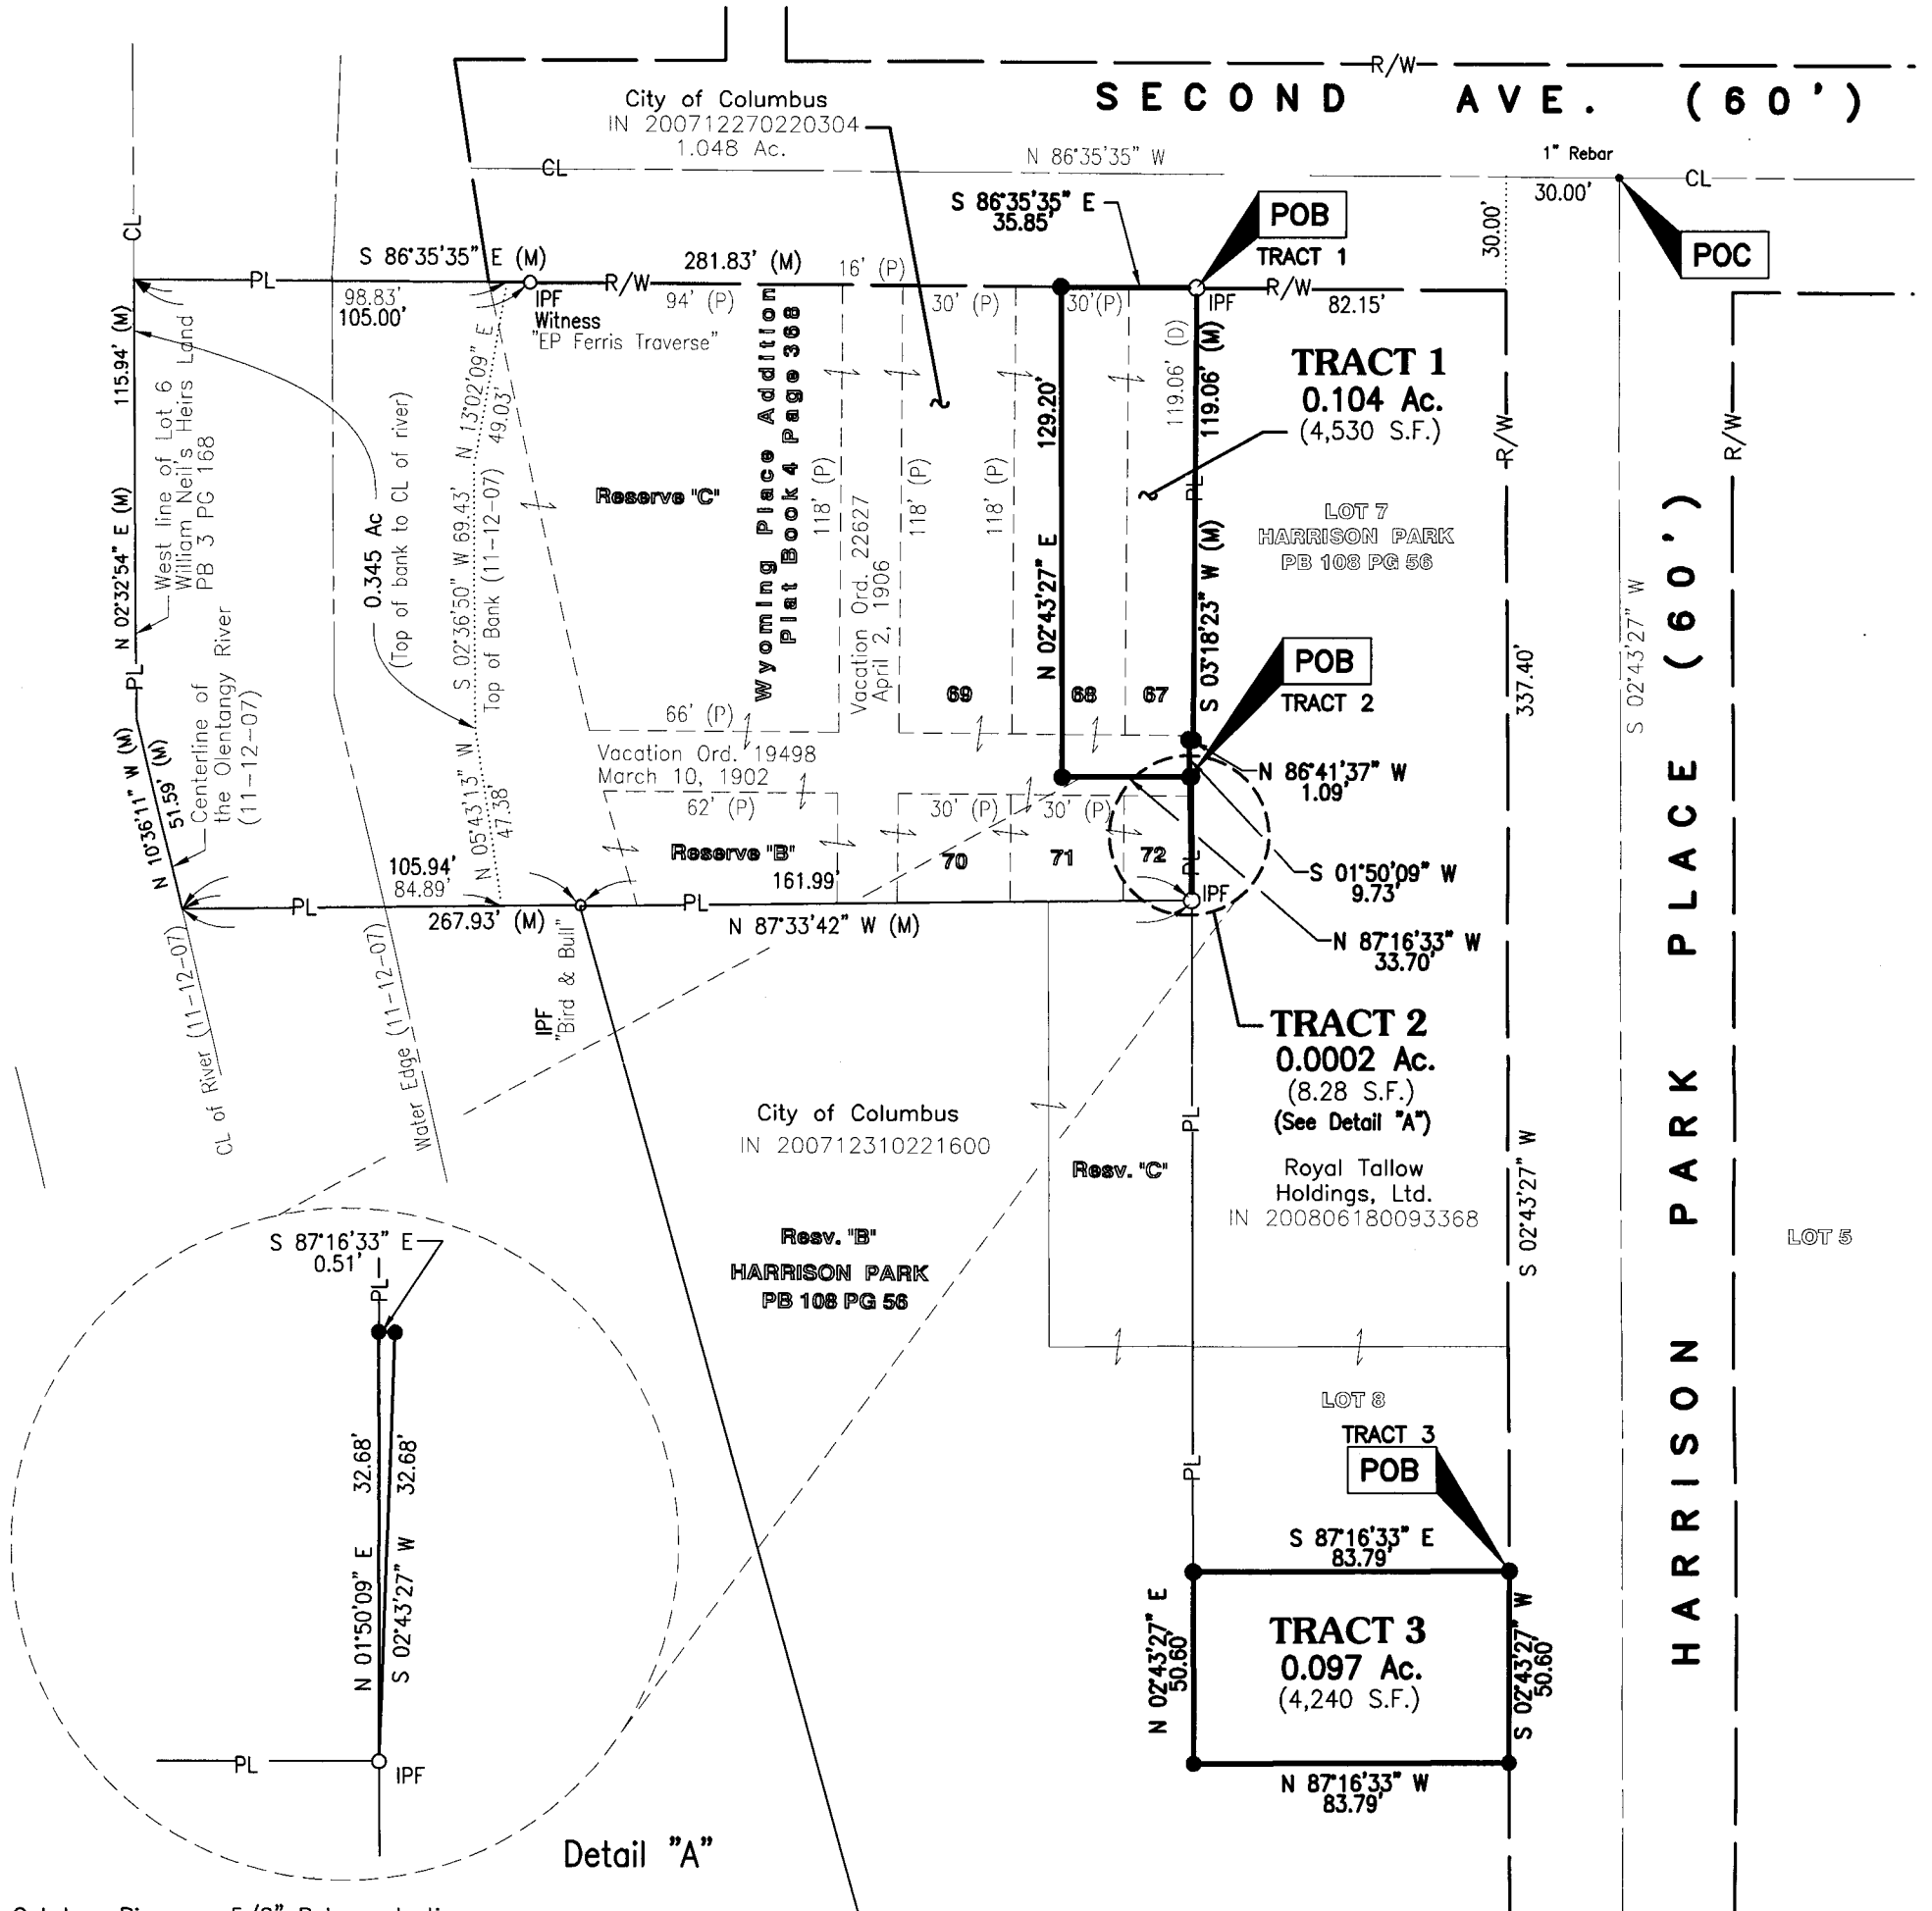 R/W
SECOND AVE. (60')
City of Columbus
IN 200712270220304
1.048 Ac.
N 86°35'35" W
1" Rebar
CL
CL
30.00'
30.00'
S 86°35'35" E
35.85'
POB
TRACT 1
POC
CL
S 86°35'35" E (M)
281.83' (M)
16' (P)
PL
R/W
IPF
R/W
82.15'
98.83'
105.00'
IPF
Witness
"EP Ferris Traverse"
94' (P)
30' (P)
30'(P)
115.94' (M)
N 02°32'54" E (M)
West line of Lot 6
William Neil's Heirs Land
PB 3 PG 168
0.345 Ac
(Top of bank to CL of river)
N 13°02'09" E
49.03'
S 02°36'50" W 69.43'
Top of Bank (11-12-07)
N 05°43'13" W
47.38'
Reserve "C"
Wyoming Place Addition
Plat Book 4 Page 368
118' (P)
Vacation Ord. 22627
April 2, 1906
118' (P)
118' (P)
129.20'
N 02°43'27" E
119.06' (D)
119.06' (M)
PL
S 03°18'23" W (M)
TRACT 1
0.104 Ac.
(4,530 S.F.)
R/W
R/W
LOT 7
HARRISON PARK
PB 108 PG 56
69
68
67
POB
TRACT 2
337.40'
S 02°43'27" W
HARRISON PARK PLACE (60')
PL
N 10°36'11" W (M)
51.59' (M)
Centerline of
the Olentangy River
(11-12-07)
66' (P)
Vacation Ord. 19498
March 10, 1902
62' (P)
30' (P)
30' (P)
N 86°41'37" W
1.09'
Reserve "B"
70
71
72
PL
105.94'
84.89'
161.99'
S 01°50'09" W
9.73'
PL
267.93' (M)
PL
N 87°33'42" W (M)
IPF
N 87°16'33" W
33.70'
IPF
"Bird & Bull"
CL of River (11-12-07)
Water Edge (11-12-07)
TRACT 2
0.0002 Ac.
(8.28 S.F.)
(See Detail "A")
City of Columbus
IN 200712310221600
PL
Resv. "C"
Royal Tallow
Holdings, Ltd.
IN 200806180093368
S 02°43'27" W
LOT 5
Resv. "B"
HARRISON PARK
PB 108 PG 56
S 87°16'33" E
0.51'
PL
32.68'
32.68'
N 01°50'09" E
S 02°43'27" W
PL
IPF
Detail "A"
LOT 8
TRACT 3
POB
PL
S 87°16'33" E
83.79'
N 02°43'27" E
50.60'
TRACT 3
0.097 Ac.
(4,240 S.F.)
S 02°43'27" W
50.60'
N 87°16'33" W
83.79'